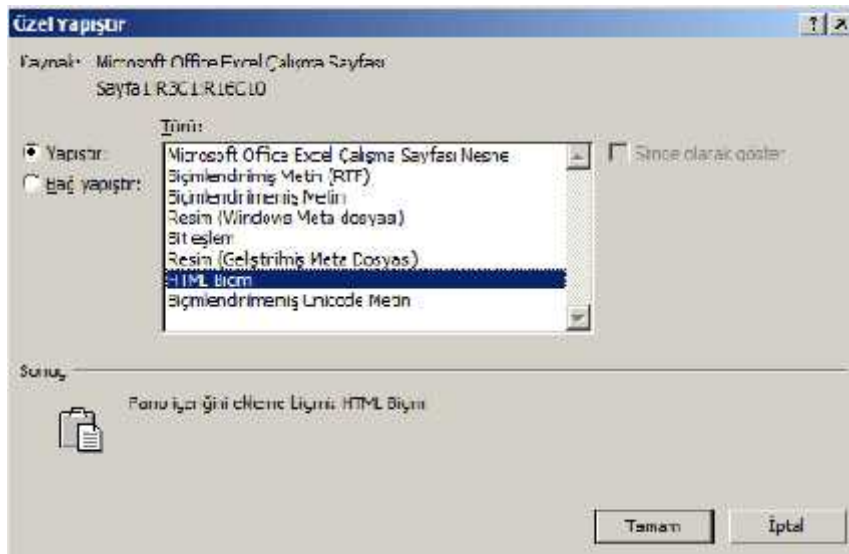 Özel Yapıştır
Kaynak: Microsoft Office Excel Çalışma Sayfası
Sayfa1!R3C1:R16C10
Türü:
Yapıştır:
Bağ yapıştır:
Microsoft Office Excel Çalışma Sayfası Nesne
Biçimlendirilmiş Metin (RTF)
Biçimlendirilmemiş Metin
Resim (Windows Meta dosyası)
Bit eşlem
Resim (Geliştirilmiş Meta Dosyası)
HTML Biçimi
Biçimlendirilmemiş Unicode Metin
Simge olarak göster
Sonuç
Pano içeriğini ekleme biçimi: HTML Biçimi
Tamam
İptal